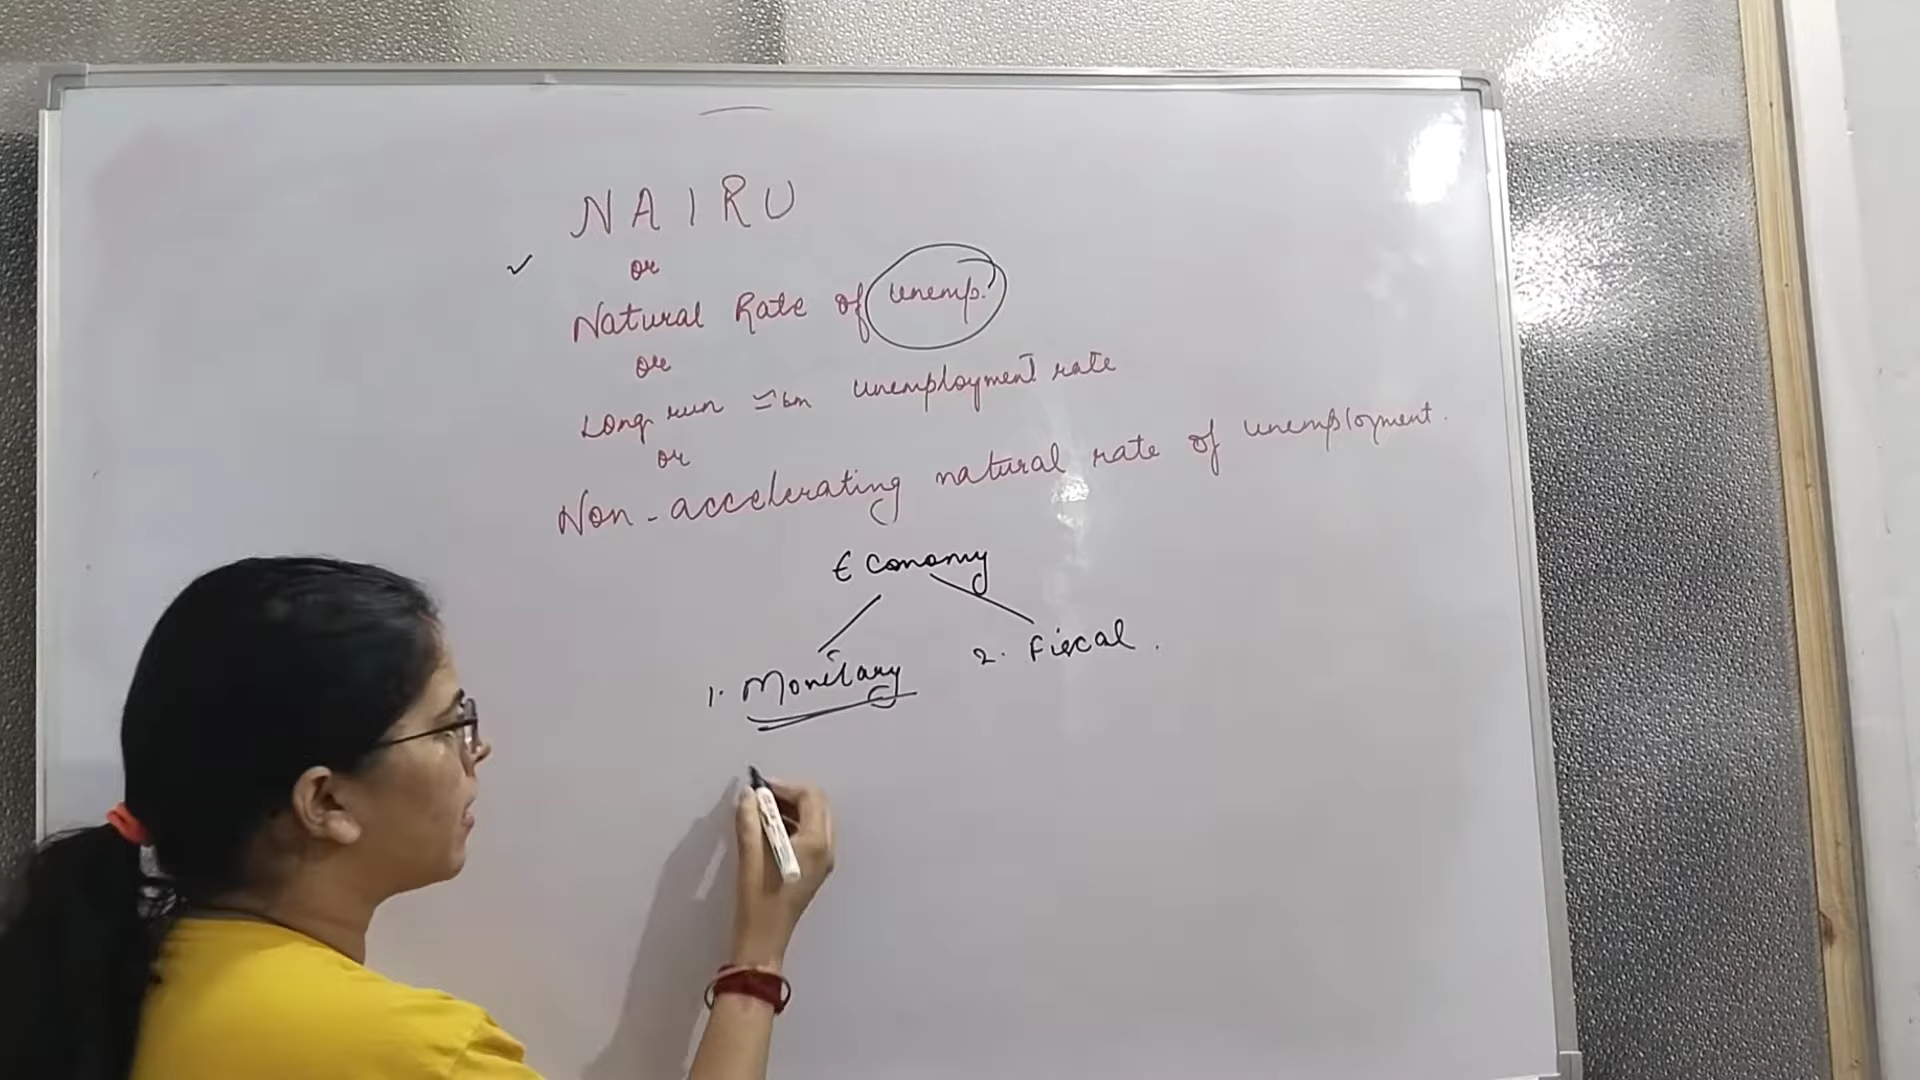 NAIRU
or
Natural Rate of unemp.
or
Long run unemployment rate
or
Non-accelerating natural rate of unemployment.
Economy
1. Monetary 2. Fiscal.